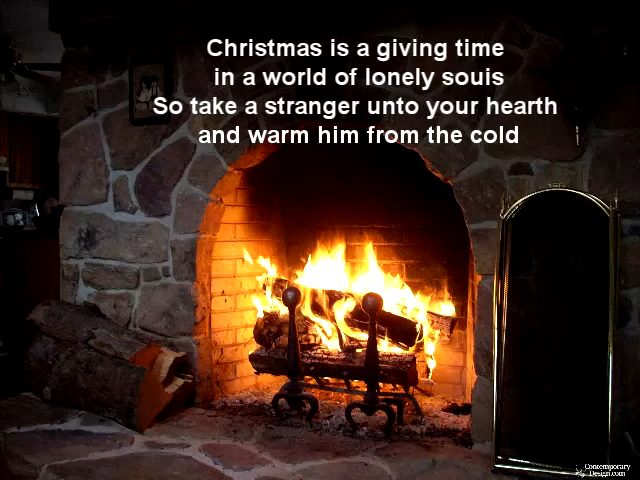 Christmas is a giving time
in a world of lonely souis
So take a stranger unto your hearth
and warm him from the cold
Contemporary
Design.com